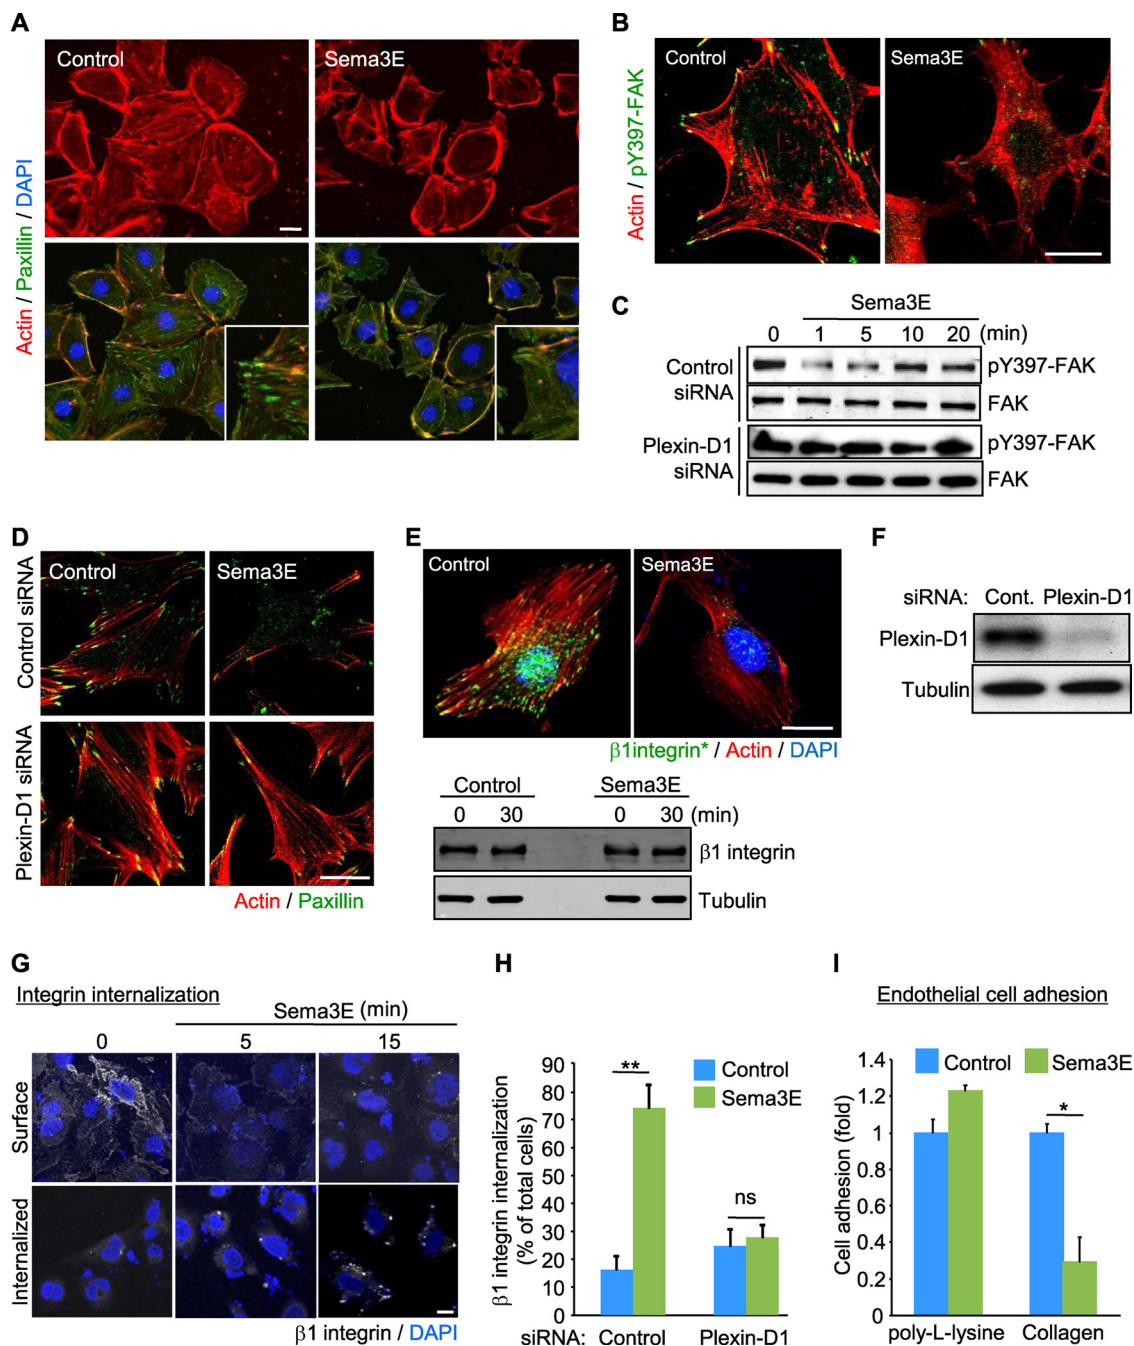 A
Control
Sema3E
Actin / Paxillin / DAPI
B
Control
Sema3E
Actin / pY397-FAK
C
Sema3E
0 1 5 10 20 (min)
Control siRNA
pY397-FAK
FAK
Plexin-D1 siRNA
pY397-FAK
FAK
D
Control
Sema3E
Control siRNA
Plexin-D1 siRNA
Actin / Paxillin
E
Control
Sema3E
β1integrin* / Actin / DAPI
Control Sema3E
0 30 0 30 (min)
β1 integrin
Tubulin
F
siRNA: Cont. Plexin-D1
Plexin-D1
Tubulin
G
Integrin internalization
Sema3E (min)
0 5 15
Surface
Internalized
β1 integrin / DAPI
H
β1 integrin internalization
(% of total cells)
90
80
70
60
50
40
30
20
10
0
Control
Sema3E
**
ns
siRNA: Control Plexin-D1
I
Endothelial cell adhesion
Cell adhesion (fold)
1.4
1.2
1
0.8
0.6
0.4
0.2
0
Control
Sema3E
*
poly-L-lysine Collagen